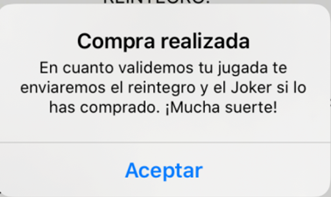 REINTEGRO:
Compra realizada
En cuanto validemos tu jugada te
enviaremos el reintegro y el Joker si lo
has comprado. ¡Mucha suerte!
Aceptar